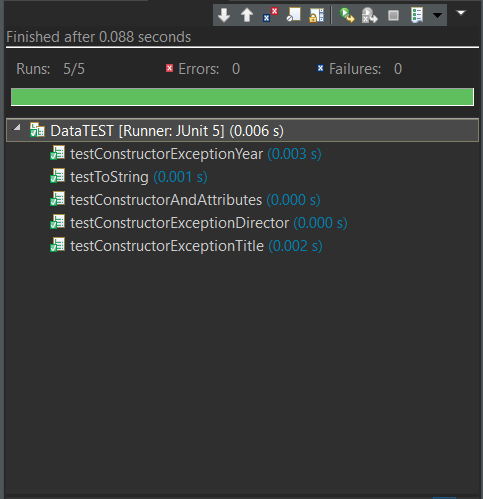 Finished after 0.088 seconds
Runs: 5/5 Errors: 0 Failures: 0
DataTEST [Runner: JUnit 5] (0.006 s)
testConstructorExceptionYear (0.003 s)
testToString (0.001 s)
testConstructorAndAttributes (0.000 s)
testConstructorExceptionDirector (0.000 s)
testConstructorExceptionTitle (0.002 s)